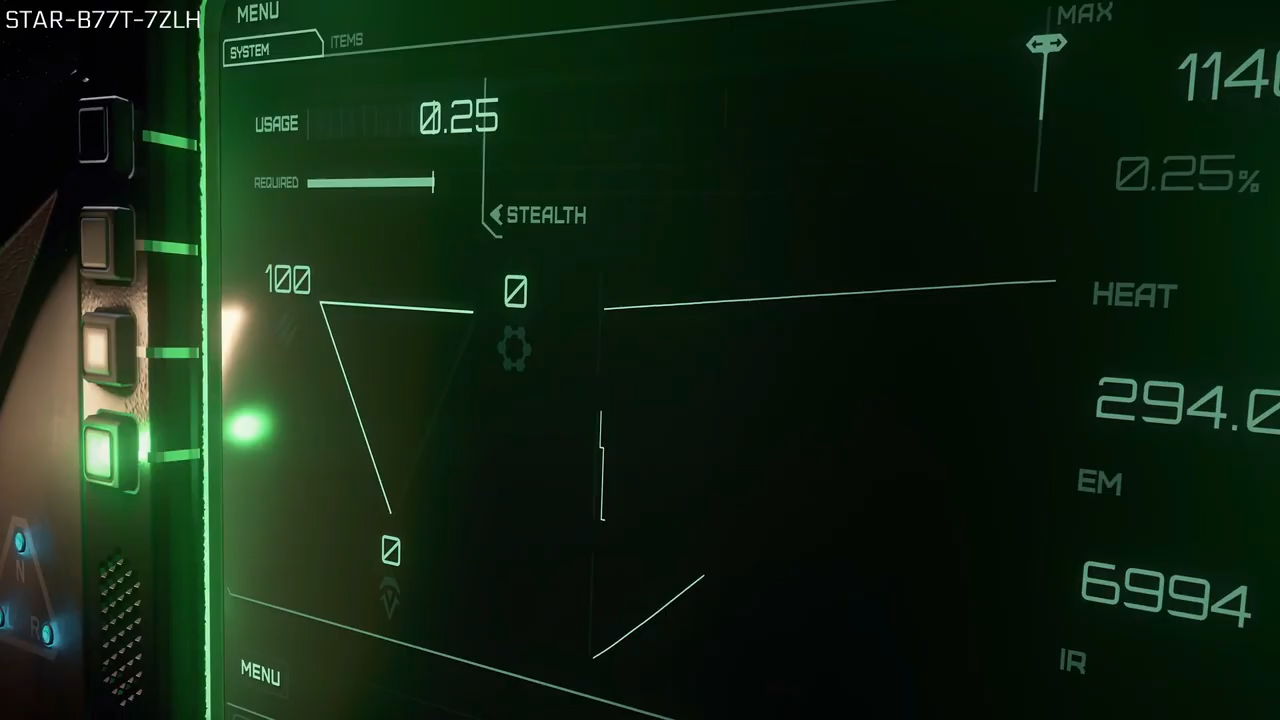 STAR-B77T-7ZLH
MENU
SYSTEM
ITEMS
MAX
USAGE
0.25
REQUIRED
0.25%
STEALTH
100
0
HEAT
294.0
EM
0
6994
IR
MENU
N
R